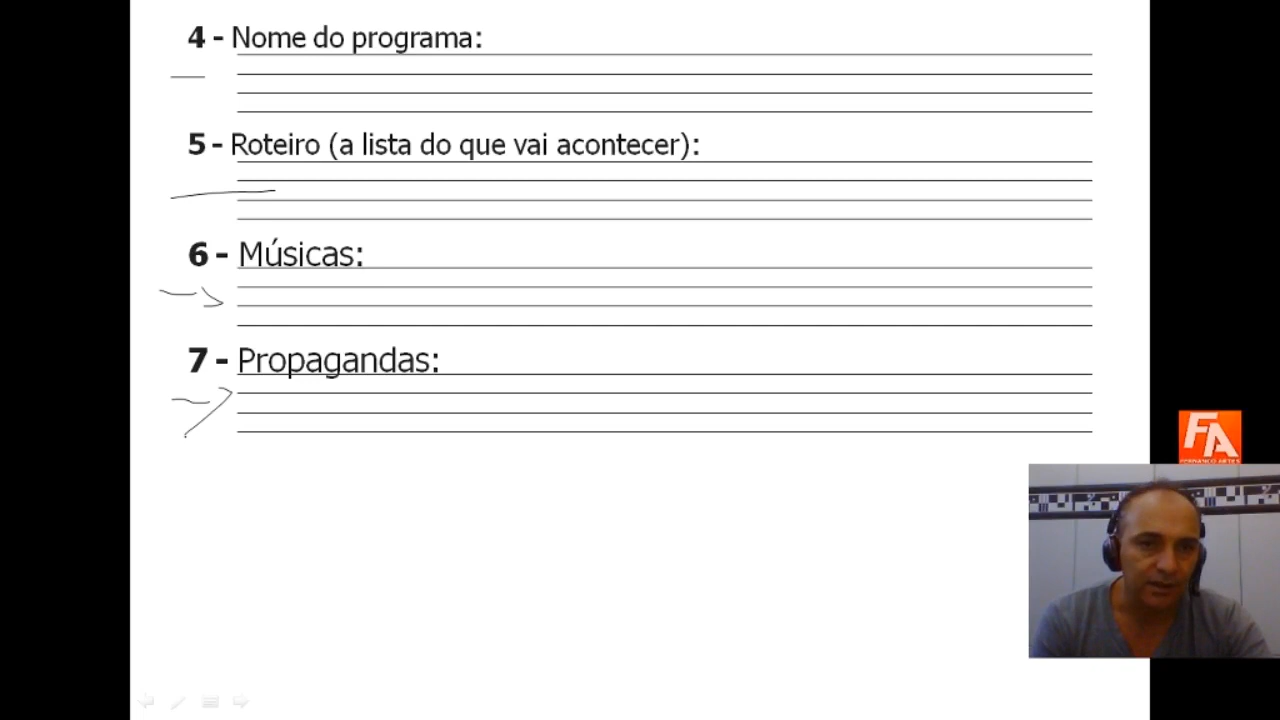 4 - Nome do programa:
5 - Roteiro (a lista do que vai acontecer):
6 - Músicas:
7 - Propagandas:
FA